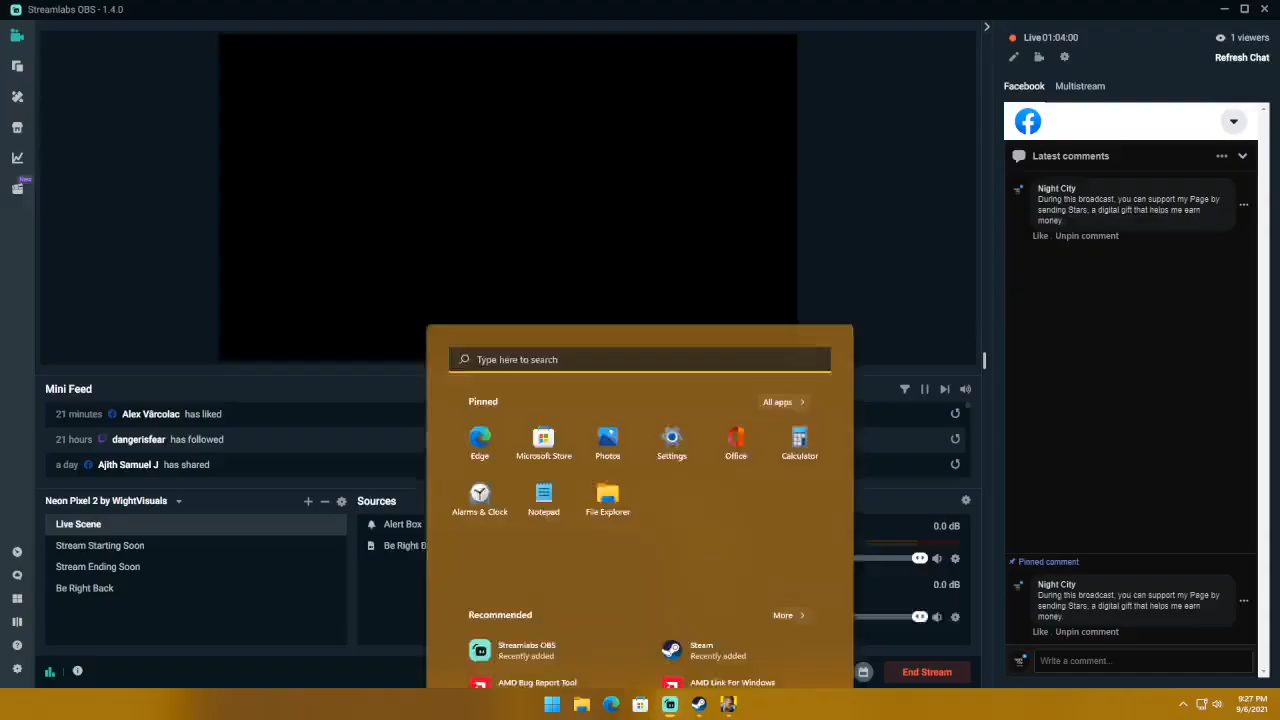 Streamlabs OBS - 1.4.0
Live 01:04:00
1 viewers
Refresh Chat
Facebook
Multistream
Latest comments
Night City
During this broadcast, you can support my Page by
sending Stars, a digital gift that helps me earn
money.
Like
Unpin comment
New
Mini Feed
21 minutes
Alex Vârcolac has liked
21 hours
dangerisfear has followed
a day
Ajith Samuel J has shared
Neon Pixel 2 by WightVisuals
Live Scene
Stream Starting Soon
Stream Ending Soon
Be Right Back
Sources
Alert Box
Be Right B
Type here to search
Pinned
All apps
Edge
Microsoft Store
Photos
Settings
Office
Calculator
Alarms & Clock
Notepad
File Explorer
Recommended
More
Streamlabs OBS
Recently added
Steam
Recently added
AMD Bug Report Tool
AMD Link For Windows
0.0 dB
0.0 dB
End Stream
Pinned comment
Night City
During this broadcast, you can support my Page by
sending Stars, a digital gift that helps me earn
money.
Like
Unpin comment
Write a comment...
9:27 PM
9/6/2021